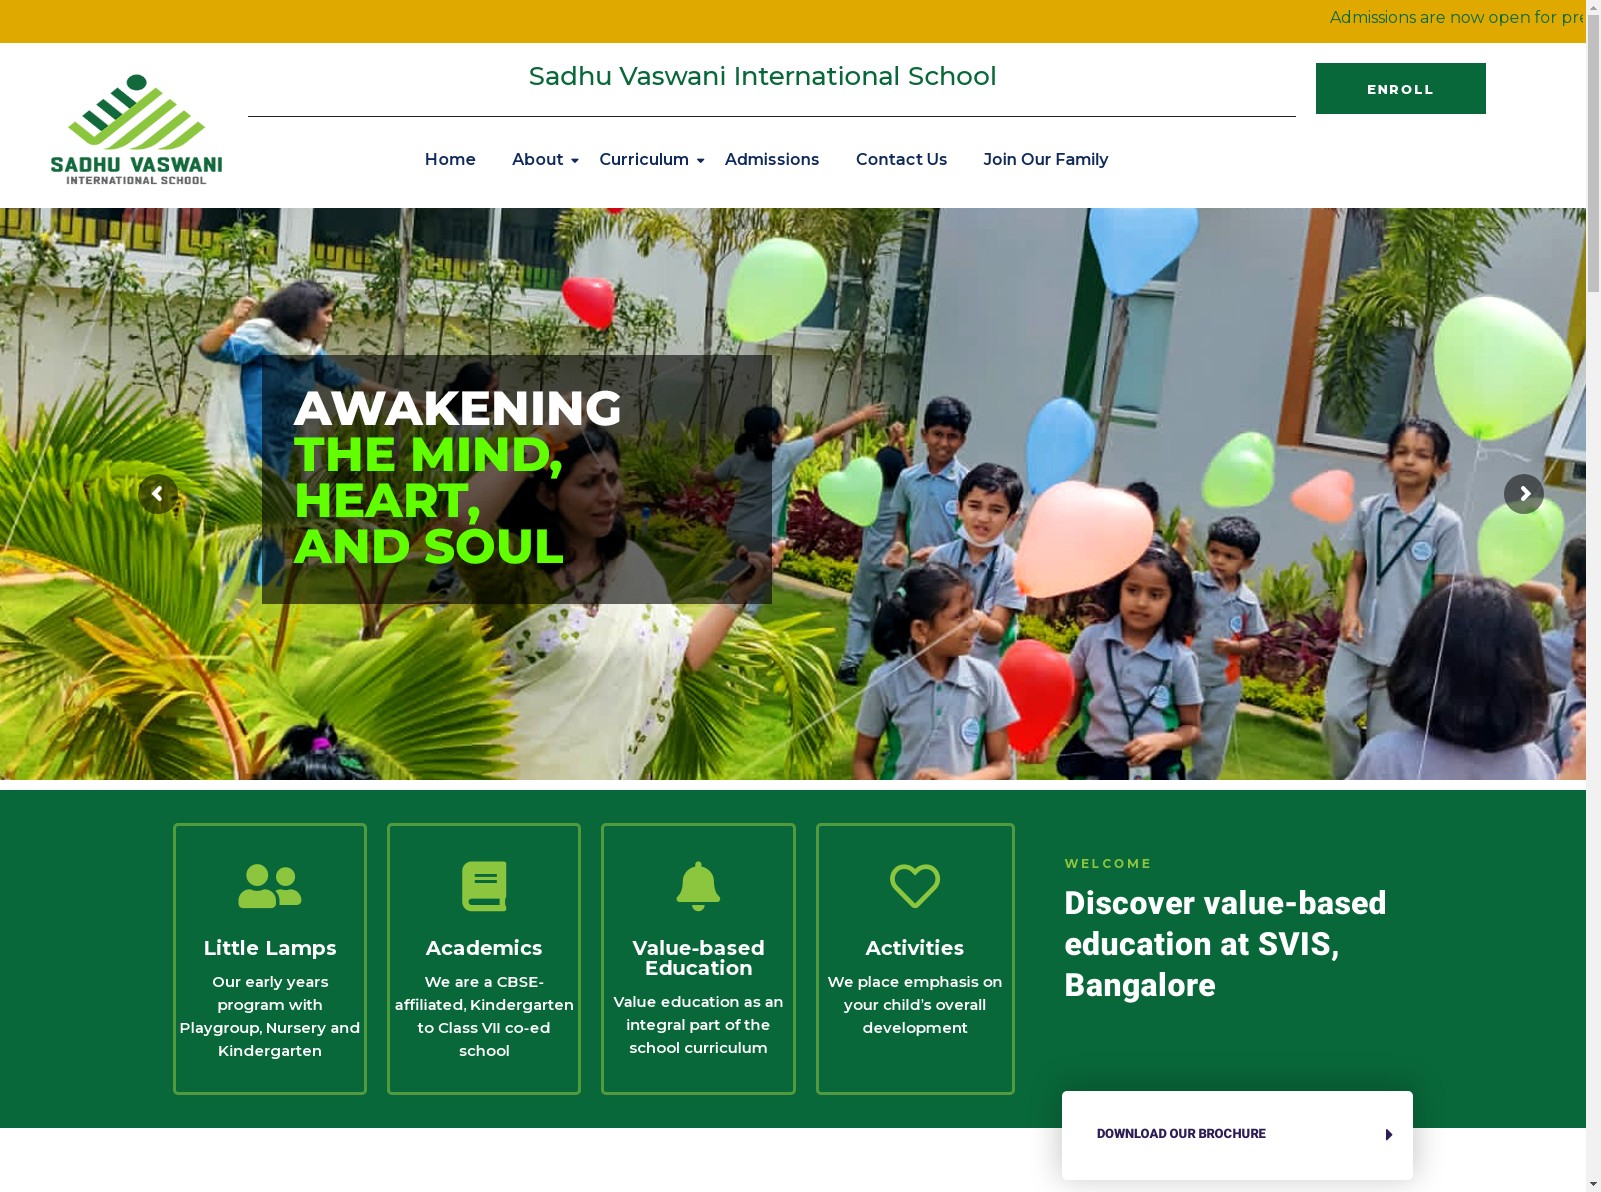 Admissions are now open for pre
Sadhu Vaswani International School
ENROLL
SADHU VASWANI
INTERNATIONAL SCHOOL
Home About Curriculum Admissions Contact Us Join Our Family
AWAKENING
THE MIND,
HEART,
AND SOUL
Little Lamps
Our early years
program with
Playgroup, Nursery and
Kindergarten
Academics
We are a CBSE-
affiliated, Kindergarten
to Class VII co-ed
school
Value-based
Education
Value education as an
integral part of the
school curriculum
Activities
We place emphasis on
your child's overall
development
WELCOME
Discover value-based
education at SVIS,
Bangalore
DOWNLOAD OUR BROCHURE